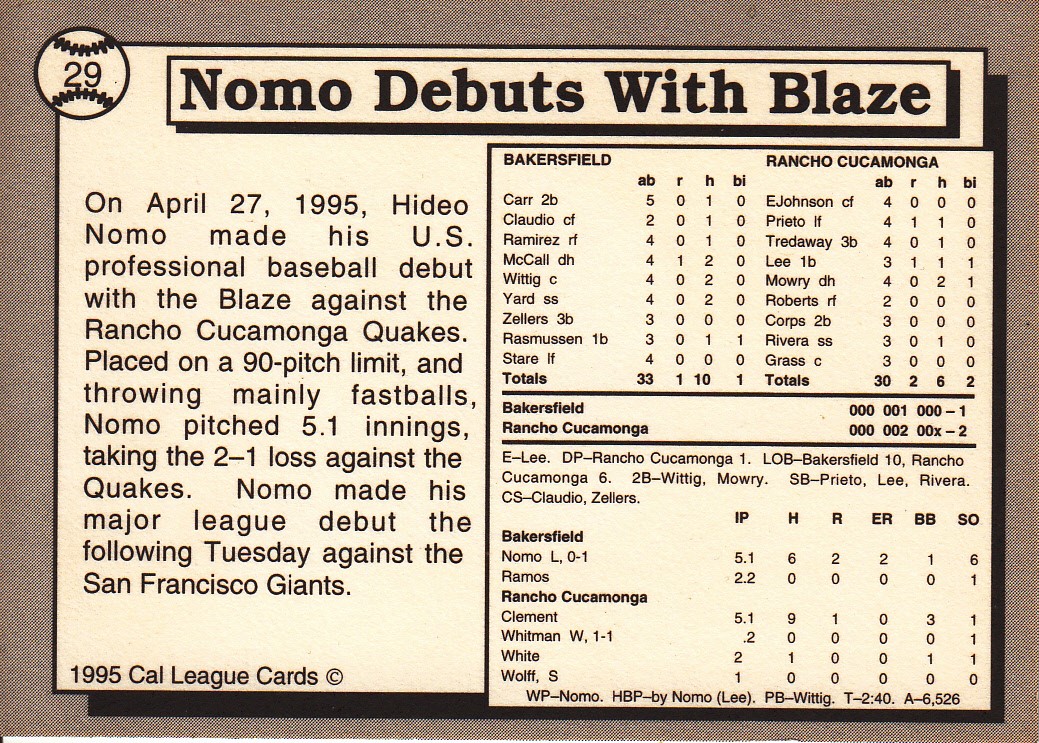 29
Nomo Debuts With Blaze
On April 27, 1995, Hideo
Nomo made his U.S.
professional baseball debut
with the Blaze against the
Rancho Cucamonga Quakes.
Placed on a 90-pitch limit, and
throwing mainly fastballs,
Nomo pitched 5.1 innings,
taking the 2–1 loss against the
Quakes. Nomo made his
major league debut the
following Tuesday against the
San Francisco Giants.
1995 Cal League Cards ©
BAKERSFIELD
ab r h bi
Carr 2b 5 0 1 0
Claudio cf 2 0 1 0
Ramirez rf 4 0 1 0
McCall dh 4 1 2 0
Wittig c 4 0 2 0
Yard ss 4 0 2 0
Zellers 3b 3 0 0 0
Rasmussen 1b 3 0 1 1
Stare lf 4 0 0 0
Totals 33 1 10 1
RANCHO CUCAMONGA
ab r h bi
EJohnson cf 4 0 0 0
Prieto lf 4 1 1 0
Tredaway 3b 4 0 1 0
Lee 1b 3 1 1 1
Mowry dh 4 0 2 1
Roberts rf 2 0 0 0
Corps 2b 3 0 0 0
Rivera ss 3 0 1 0
Grass c 3 0 0 0
Totals 30 2 6 2
Bakersfield 000 001 000 – 1
Rancho Cucamonga 000 002 00x – 2
E–Lee. DP–Rancho Cucamonga 1. LOB–Bakersfield 10, Rancho
Cucamonga 6. 2B–Wittig, Mowry. SB–Prieto, Lee, Rivera.
CS–Claudio, Zellers.
IP H R ER BB SO
Bakersfield
Nomo L, 0-1 5.1 6 2 2 1 6
Ramos 2.2 0 0 0 0 1
Rancho Cucamonga
Clement 5.1 9 1 0 3 1
Whitman W, 1-1 .2 0 0 0 0 1
White 2 1 0 0 1 1
Wolff, S 1 0 0 0 0 0
WP–Nomo. HBP–by Nomo (Lee). PB–Wittig. T–2:40. A–6,526